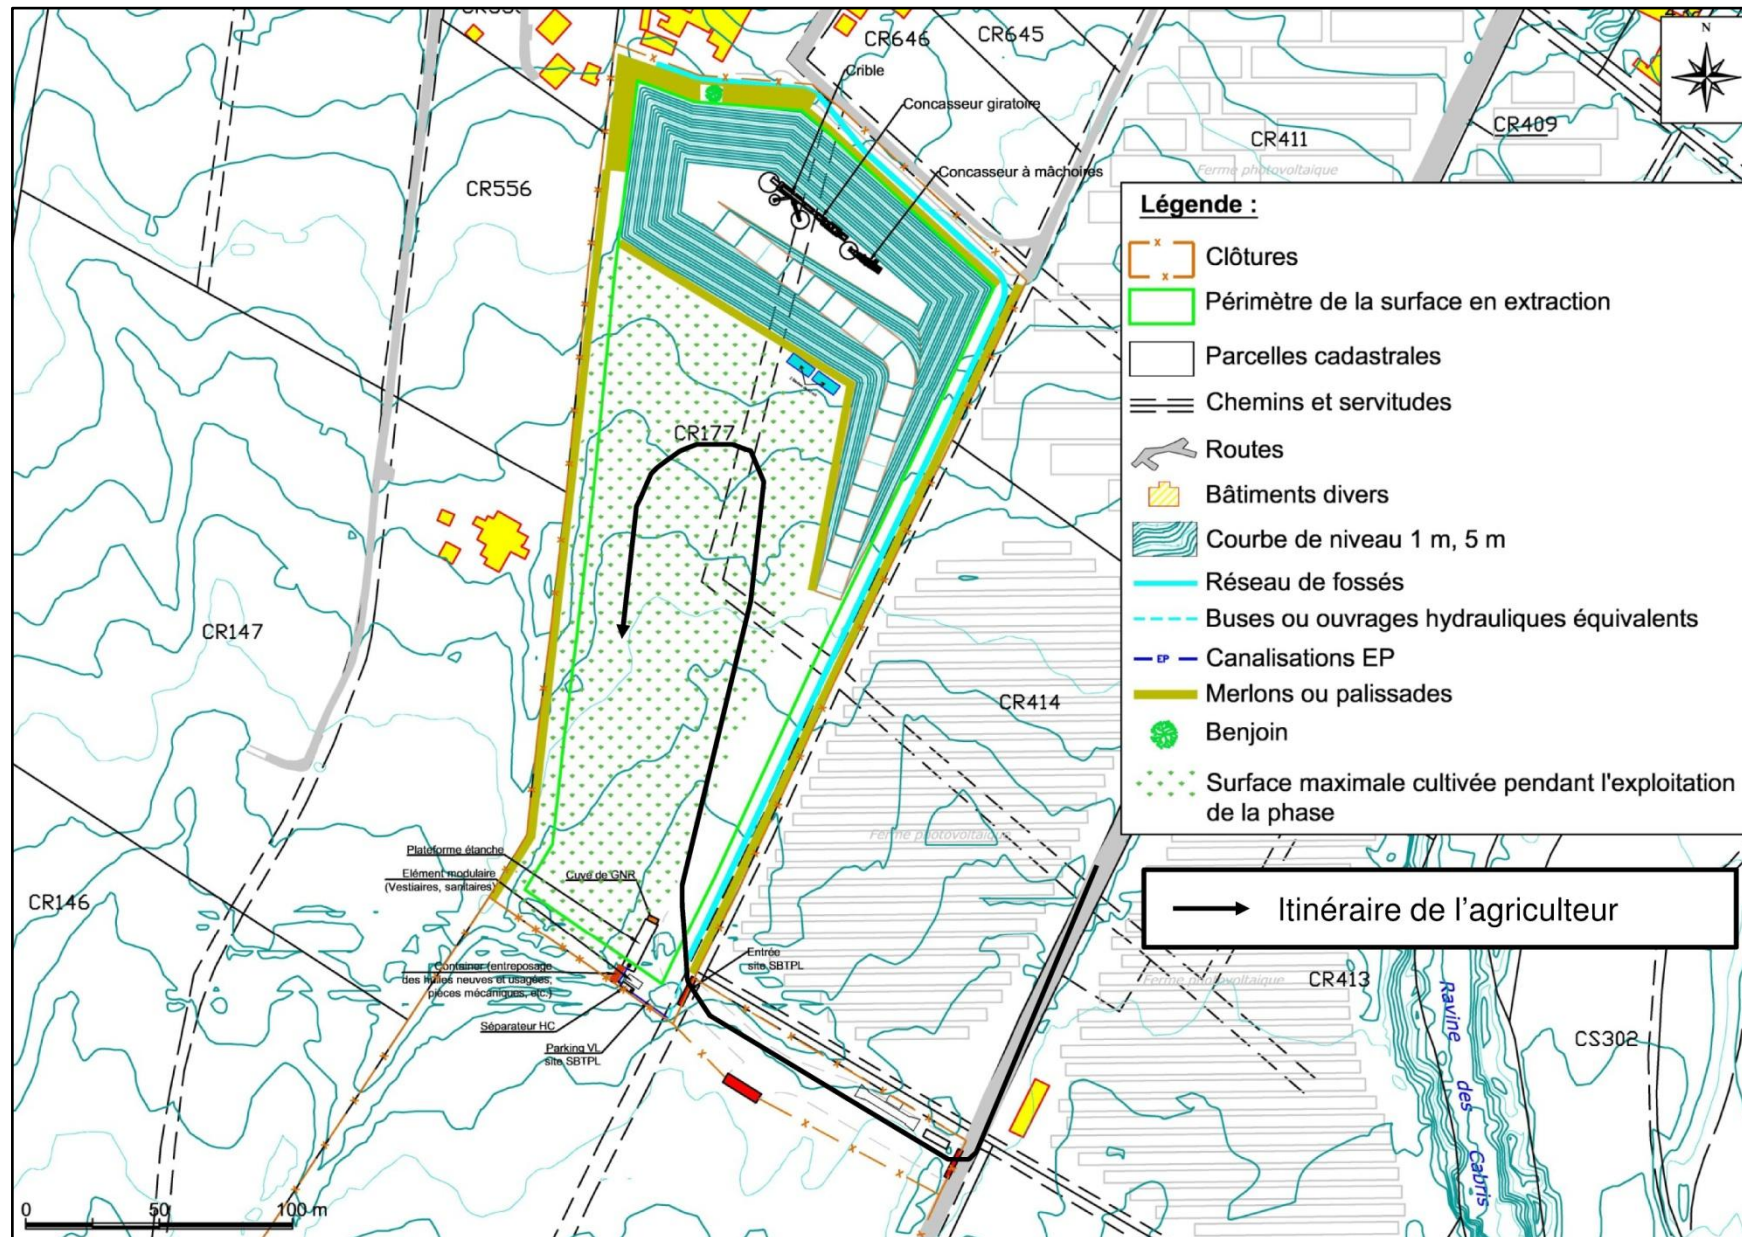 CR646
CR645
N
Crible
Concasseur giratoire
CR411
CR409
Ferme photovoltaïque
Concasseur à mâchoires
CR556
Légende :
Clôtures
Périmètre de la surface en extraction
Parcelles cadastrales
Chemins et servitudes
Routes
Bâtiments divers
Courbe de niveau 1 m, 5 m
Réseau de fossés
Buses ou ouvrages hydrauliques équivalents
EP
Canalisations EP
Merlons ou palissades
Benjoin
Surface maximale cultivée pendant l'exploitation
de la phase
CR177
CR147
CR414
Ferme photovoltaïque
Plateforme étanche
Elément modulaire
(Vestiaires, sanitaires)
Cuve de GNR
CR146
Itinéraire de l'agriculteur
Entrée
site SBTPL
Container (entreposage
des huiles neuves et usagées,
pièces mécaniques, etc.)
Ferme photovoltaïque
CR413
Séparateur HC
Parking VL
site SBTPL
Ravine
des
Cabris
CS302
0
50
100 m